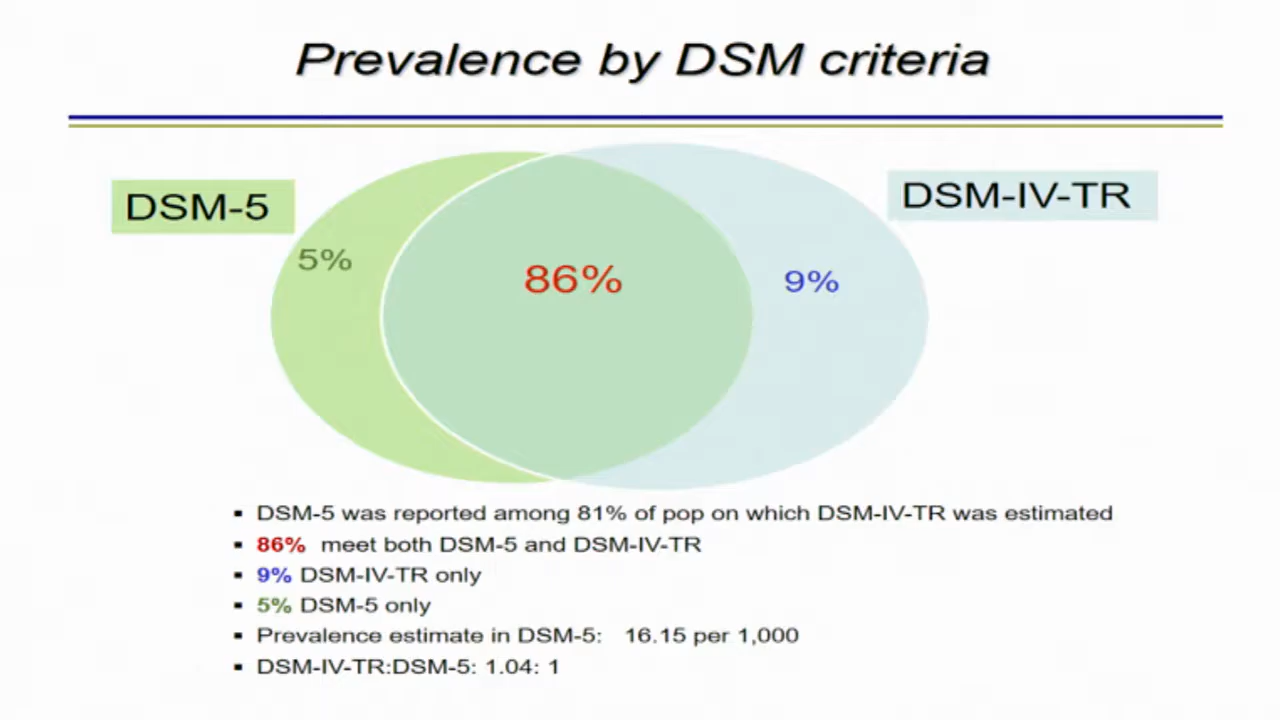 Prevalence by DSM criteria
DSM-5
DSM-IV-TR
5%
86%
9%
▪ DSM-5 was reported among 81% of pop on which DSM-IV-TR was estimated
▪ 86% meet both DSM-5 and DSM-IV-TR
▪ 9% DSM-IV-TR only
▪ 5% DSM-5 only
▪ Prevalence estimate in DSM-5: 16.15 per 1,000
▪ DSM-IV-TR:DSM-5: 1.04: 1